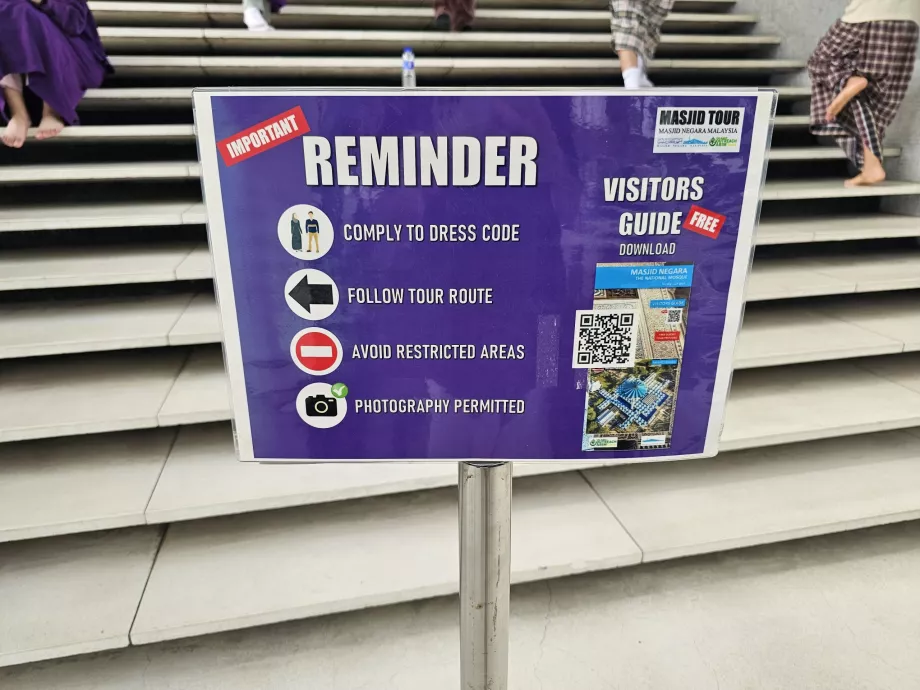 IMPORTANT
REMINDER
COMPLY TO DRESS CODE
FOLLOW TOUR ROUTE
AVOID RESTRICTED AREAS
PHOTOGRAPHY PERMITTED
MASJID TOUR
MASJID NEGARA MALAYSIA
VISITORS
GUIDE FREE
DOWNLOAD
MASJID NEGARA
THE NATIONAL MOSQUE